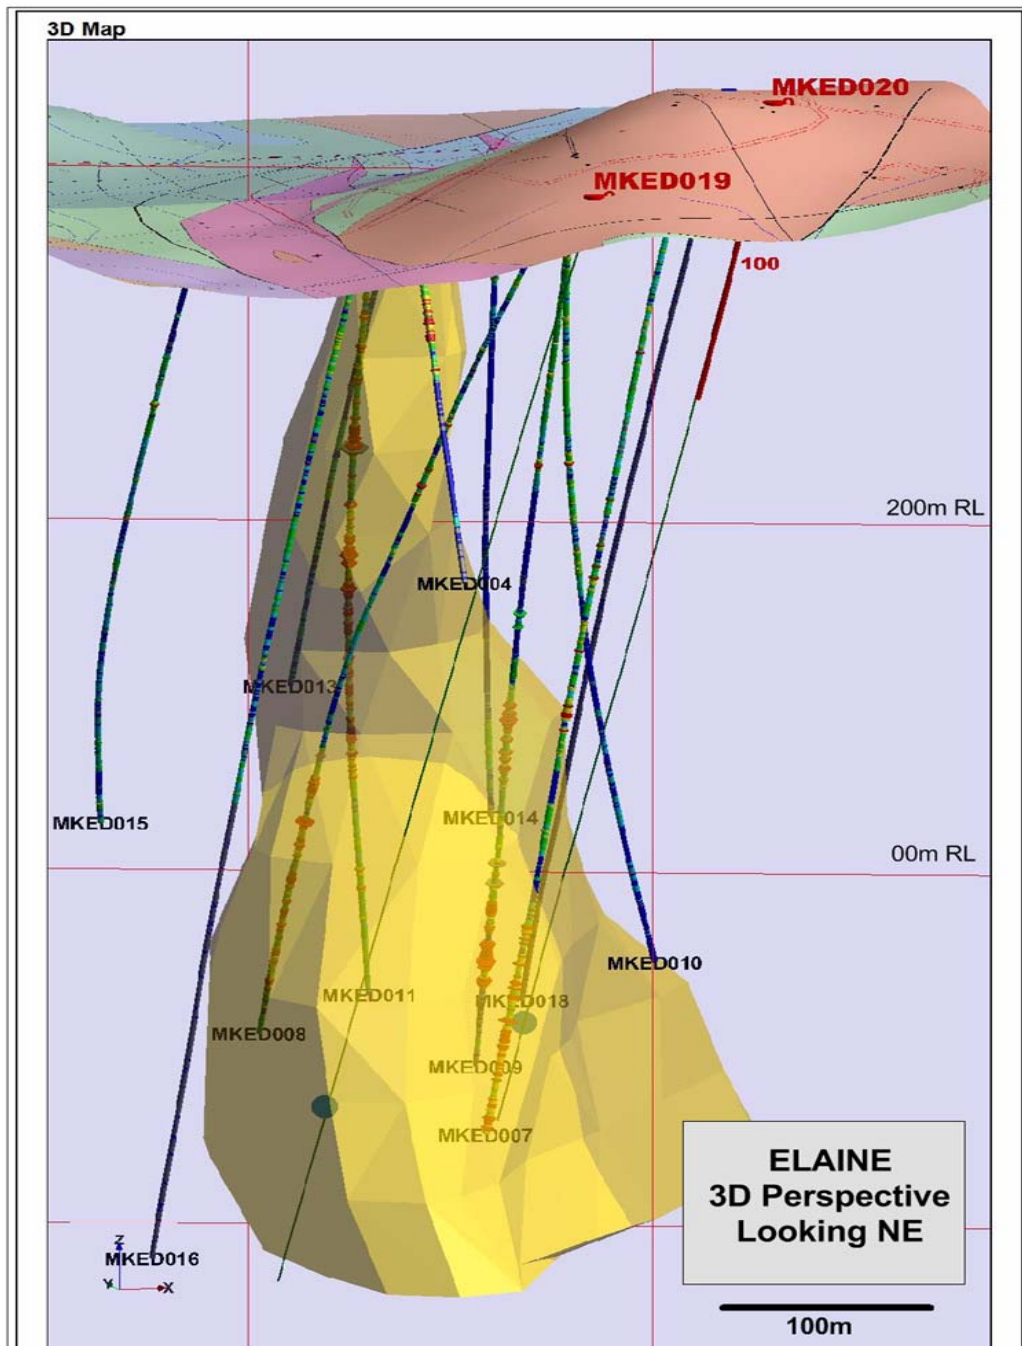 3D Map
MKED020
MKED019
100
200m RL
MKED004
MKED013
MKED015
MKED014
00m RL
MKED010
MKED011
MKED018
MKED008
MKED009
MKED007
ELAINE
3D Perspective
Looking NE
Z
MKED016
Y
X
100m